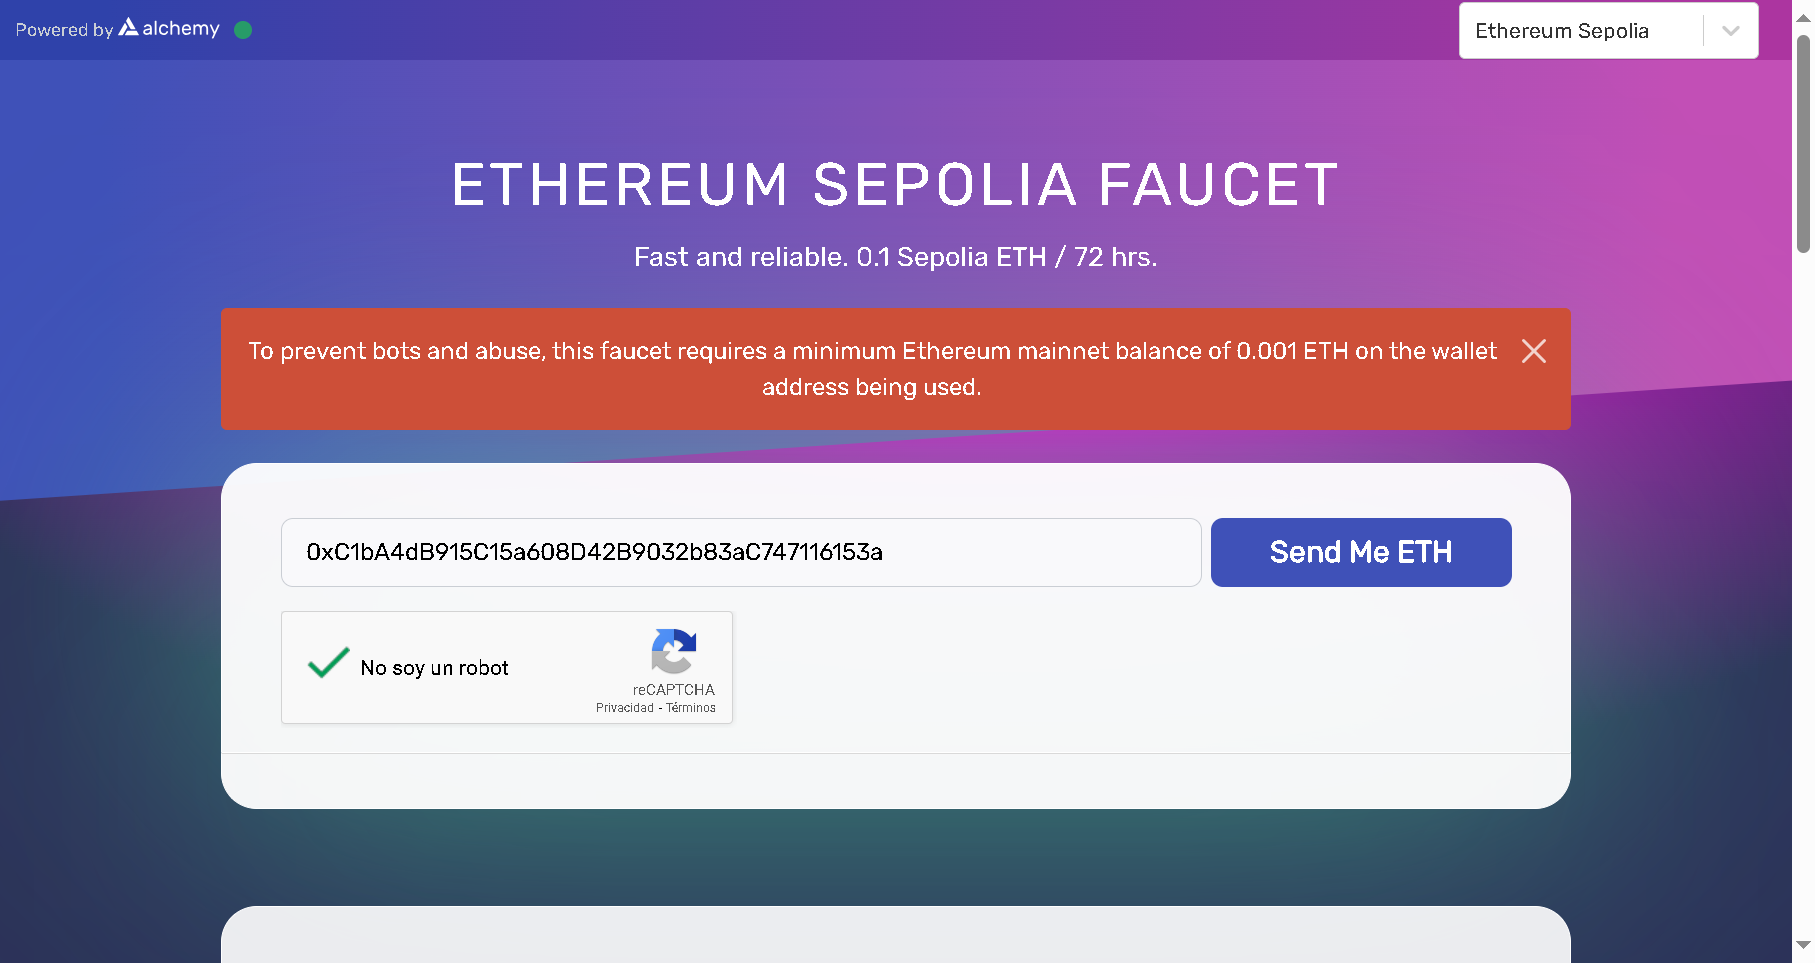 Powered by alchemy
Ethereum Sepolia
ETHEREUM SEPOLIA FAUCET
Fast and reliable. 0.1 Sepolia ETH / 72 hrs.
To prevent bots and abuse, this faucet requires a minimum Ethereum mainnet balance of 0.001 ETH on the wallet
address being used.
0xC1bA4dB915C15a608D42B9032b83aC747116153a
Send Me ETH
No soy un robot
reCAPTCHA
Privacidad - Términos